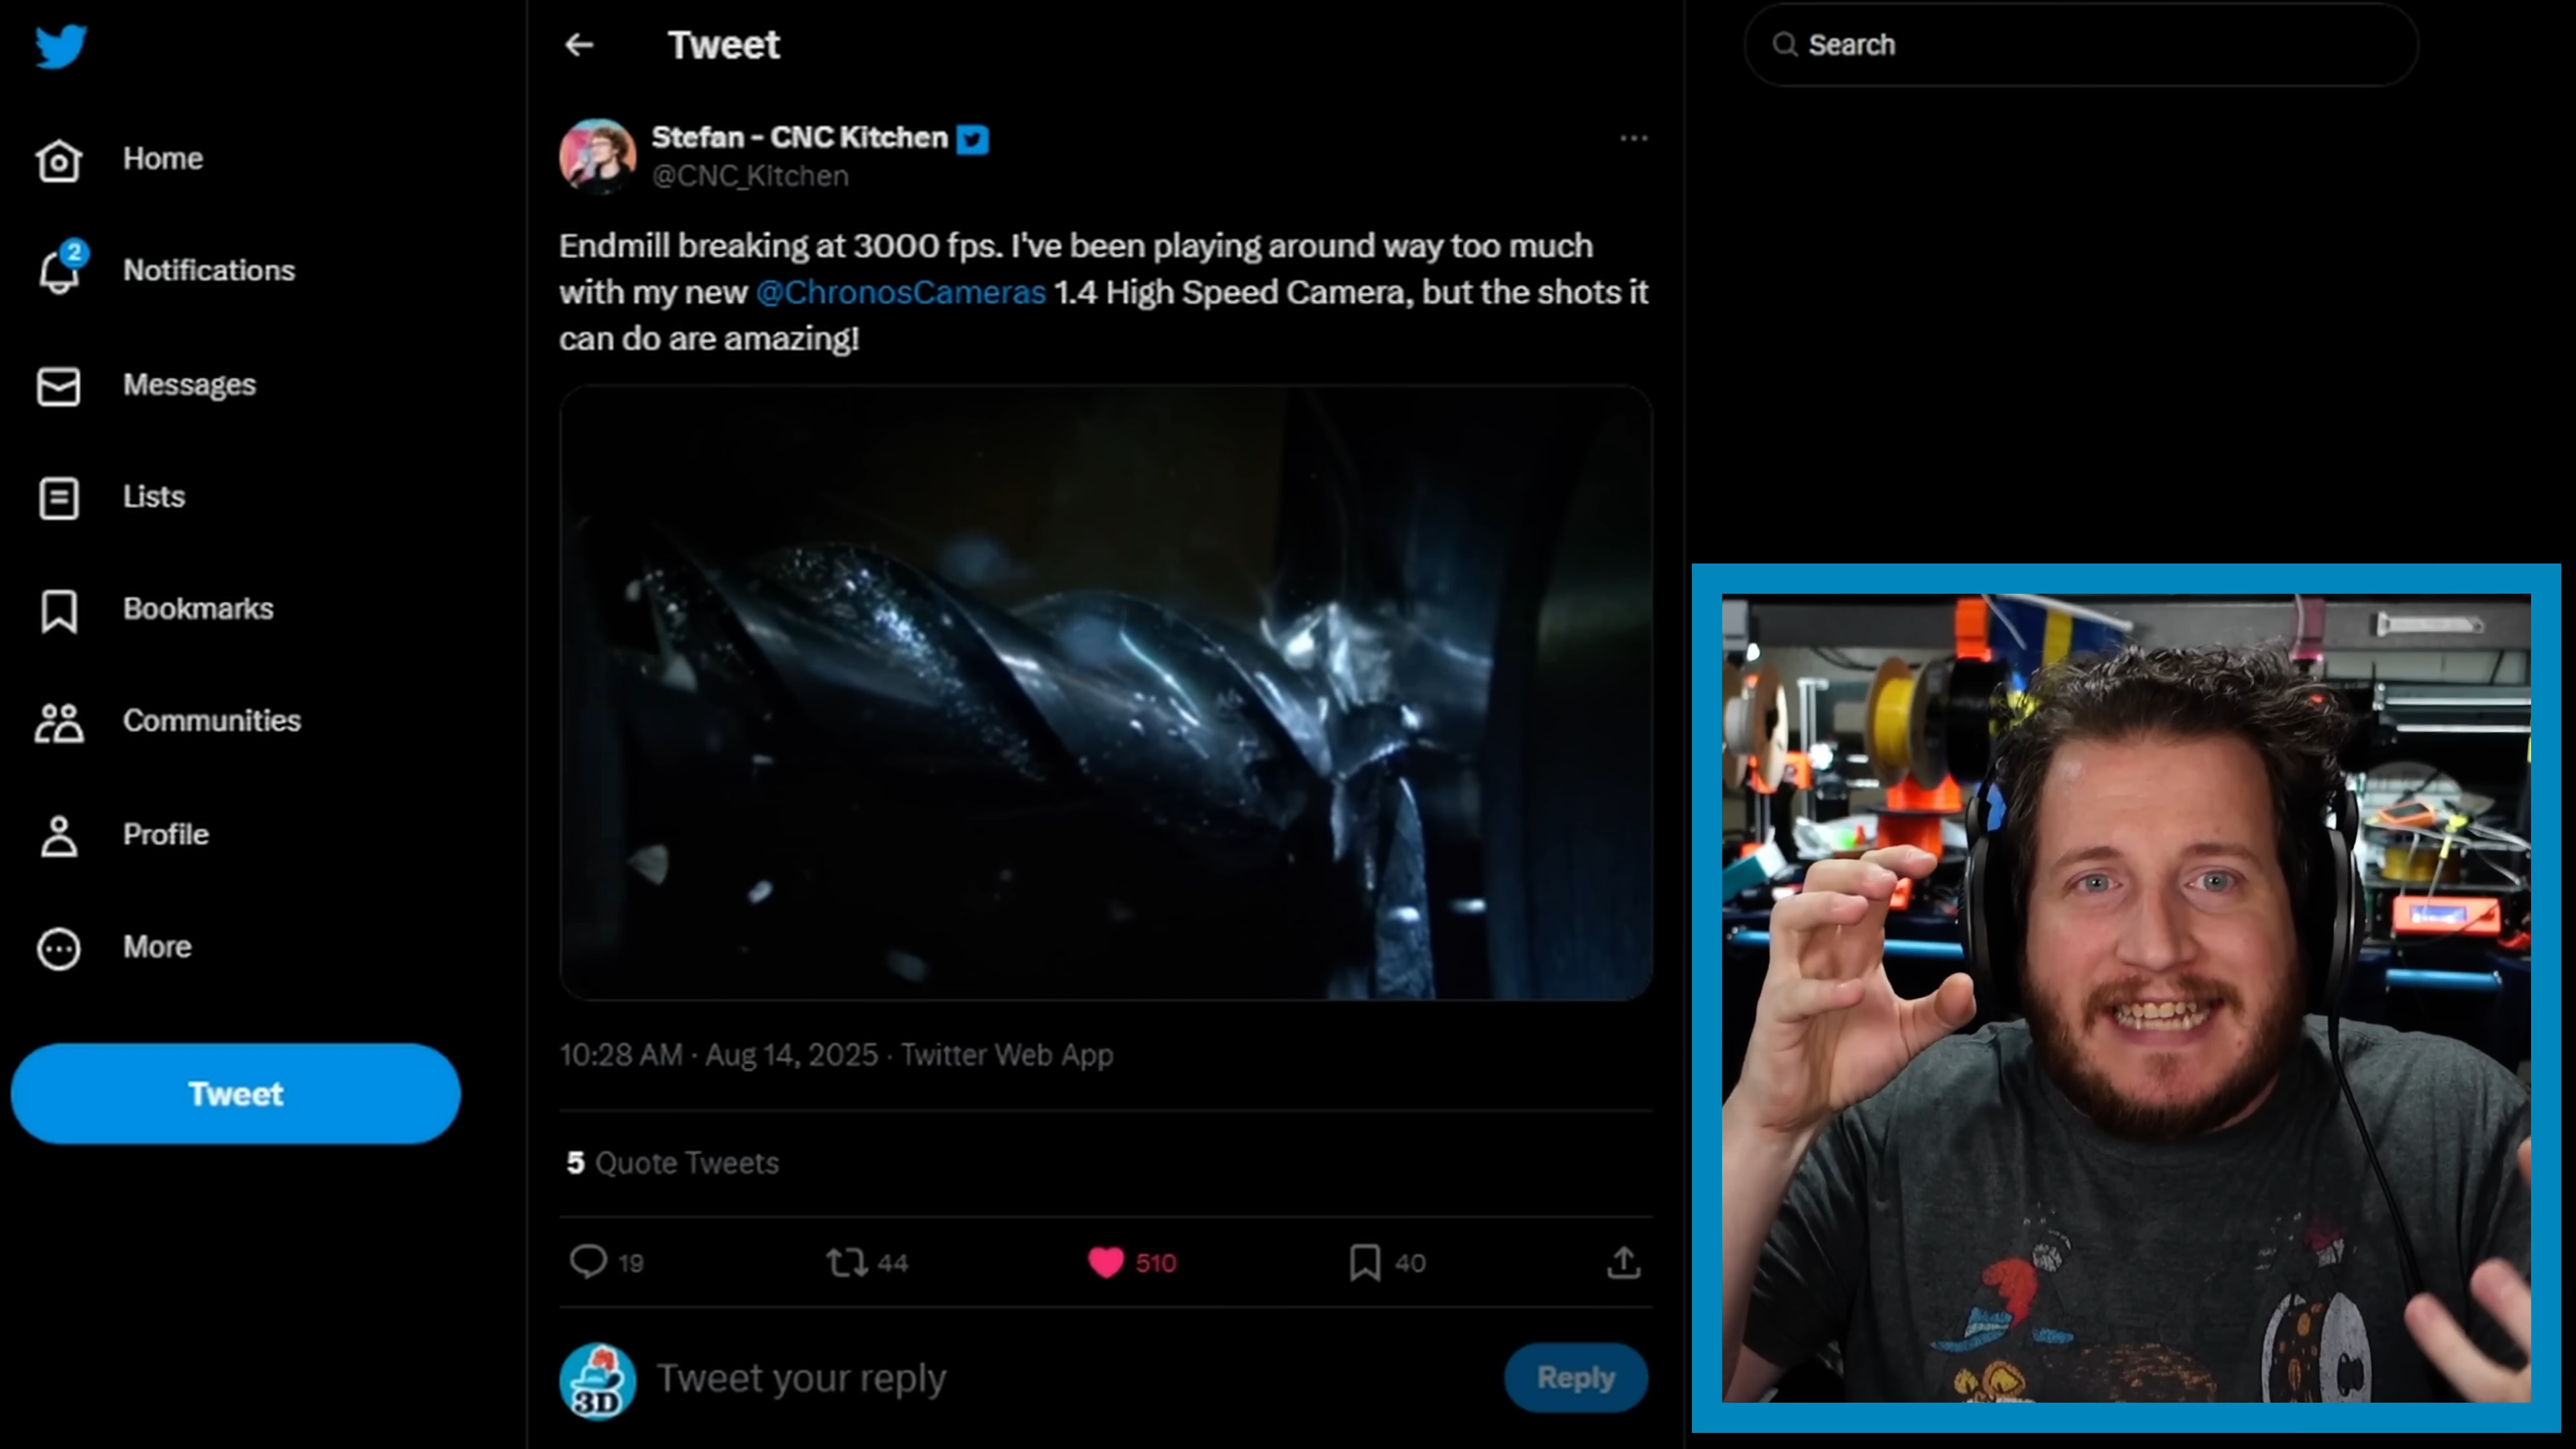 Tweet
Search
Home
2
Notifications
Messages
Lists
Bookmarks
Communities
Profile
More
Tweet
Stefan - CNC Kitchen
@CNC_KItchen
Endmill breaking at 3000 fps. I've been playing around way too much
with my new @ChronosCameras 1.4 High Speed Camera, but the shots it
can do are amazing!
10:28 AM · Aug 14, 2025 · Twitter Web App
5 Quote Tweets
19 44 510 40
3D
Tweet your reply
Reply